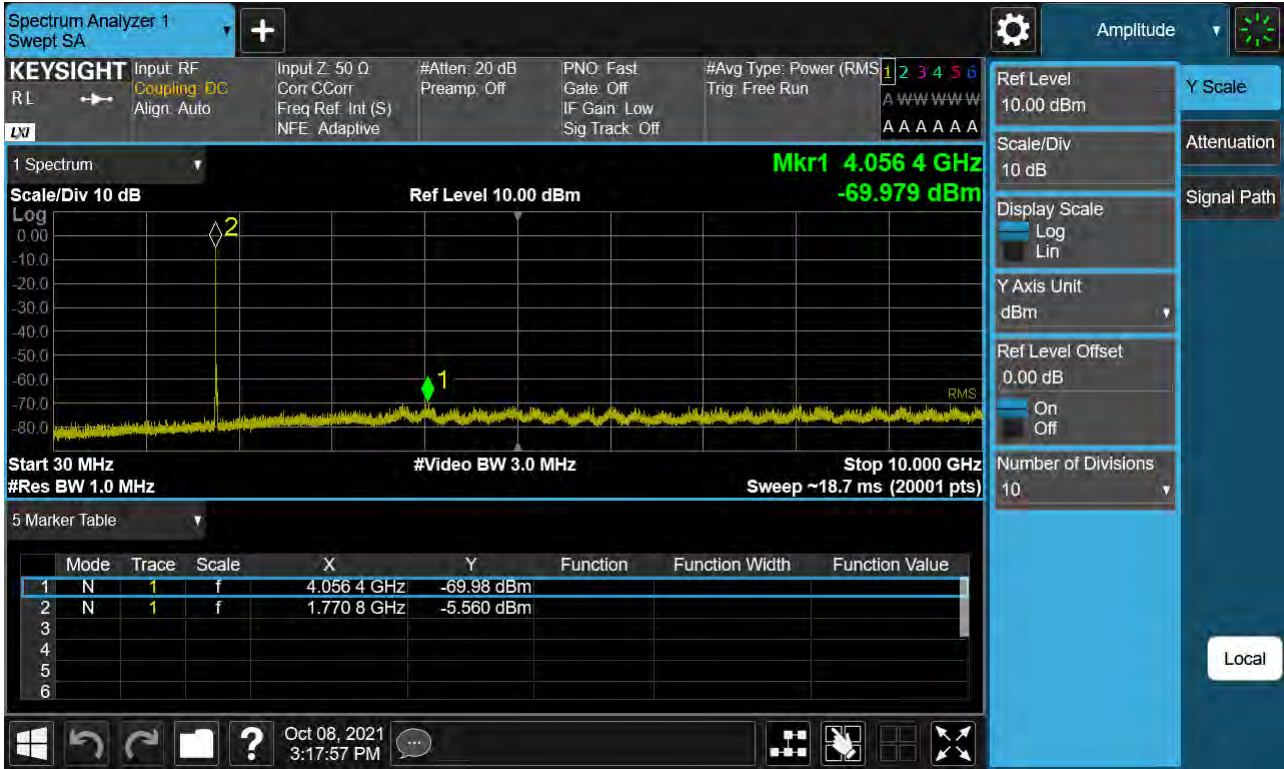 Spectrum Analyzer 1
Swept SA
+
Amplitude
KEYSIGHT
R L
LXI
Input: RF
Coupling: DC
Align: Auto
Input Z: 50 Ω
Corr CCorr
Freq Ref: Int (S)
NFE: Adaptive
#Atten: 20 dB
Preamp: Off
PNO: Fast
Gate: Off
IF Gain: Low
Sig Track: Off
#Avg Type: Power (RMS
Trig: Free Run
1 2 3 4 5 6
A W W W W W
A A A A A A
1 Spectrum
Mkr1 4.056 4 GHz
-69.979 dBm
Scale/Div 10 dB
Ref Level 10.00 dBm
Log
0.00
-10.0
-20.0
-30.0
-40.0
-50.0
-60.0
-70.0
-80.0
2
1
RMS
Start 30 MHz
#Video BW 3.0 MHz
Stop 10.000 GHz
#Res BW 1.0 MHz
Sweep ~18.7 ms (20001 pts)
5 Marker Table
Mode Trace Scale X Y Function Function Width Function Value
1 N 1 f 4.056 4 GHz -69.98 dBm
2 N 1 f 1.770 8 GHz -5.560 dBm
3
4
5
6
Ref Level
10.00 dBm
Scale/Div
10 dB
Display Scale
Log
Lin
Y Axis Unit
dBm
Ref Level Offset
0.00 dB
On
Off
Number of Divisions
10
Y Scale
Attenuation
Signal Path
Local
?
Oct 08, 2021
3:17:57 PM